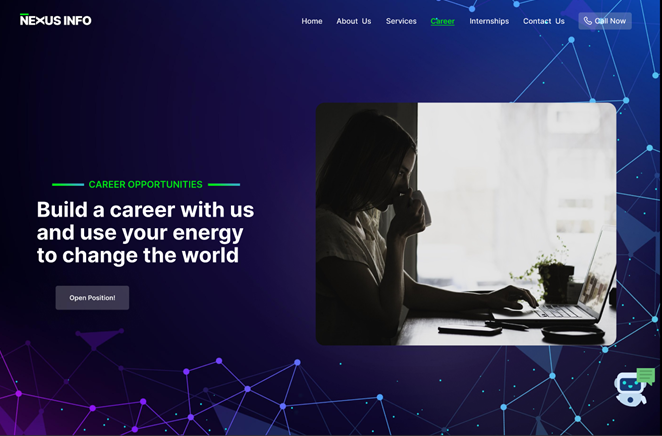 NEXUS INFO
Home About Us Services Career Internships Contact Us Call Now
CAREER OPPORTUNITIES
Build a career with us
and use your energy
to change the world
Open Position!